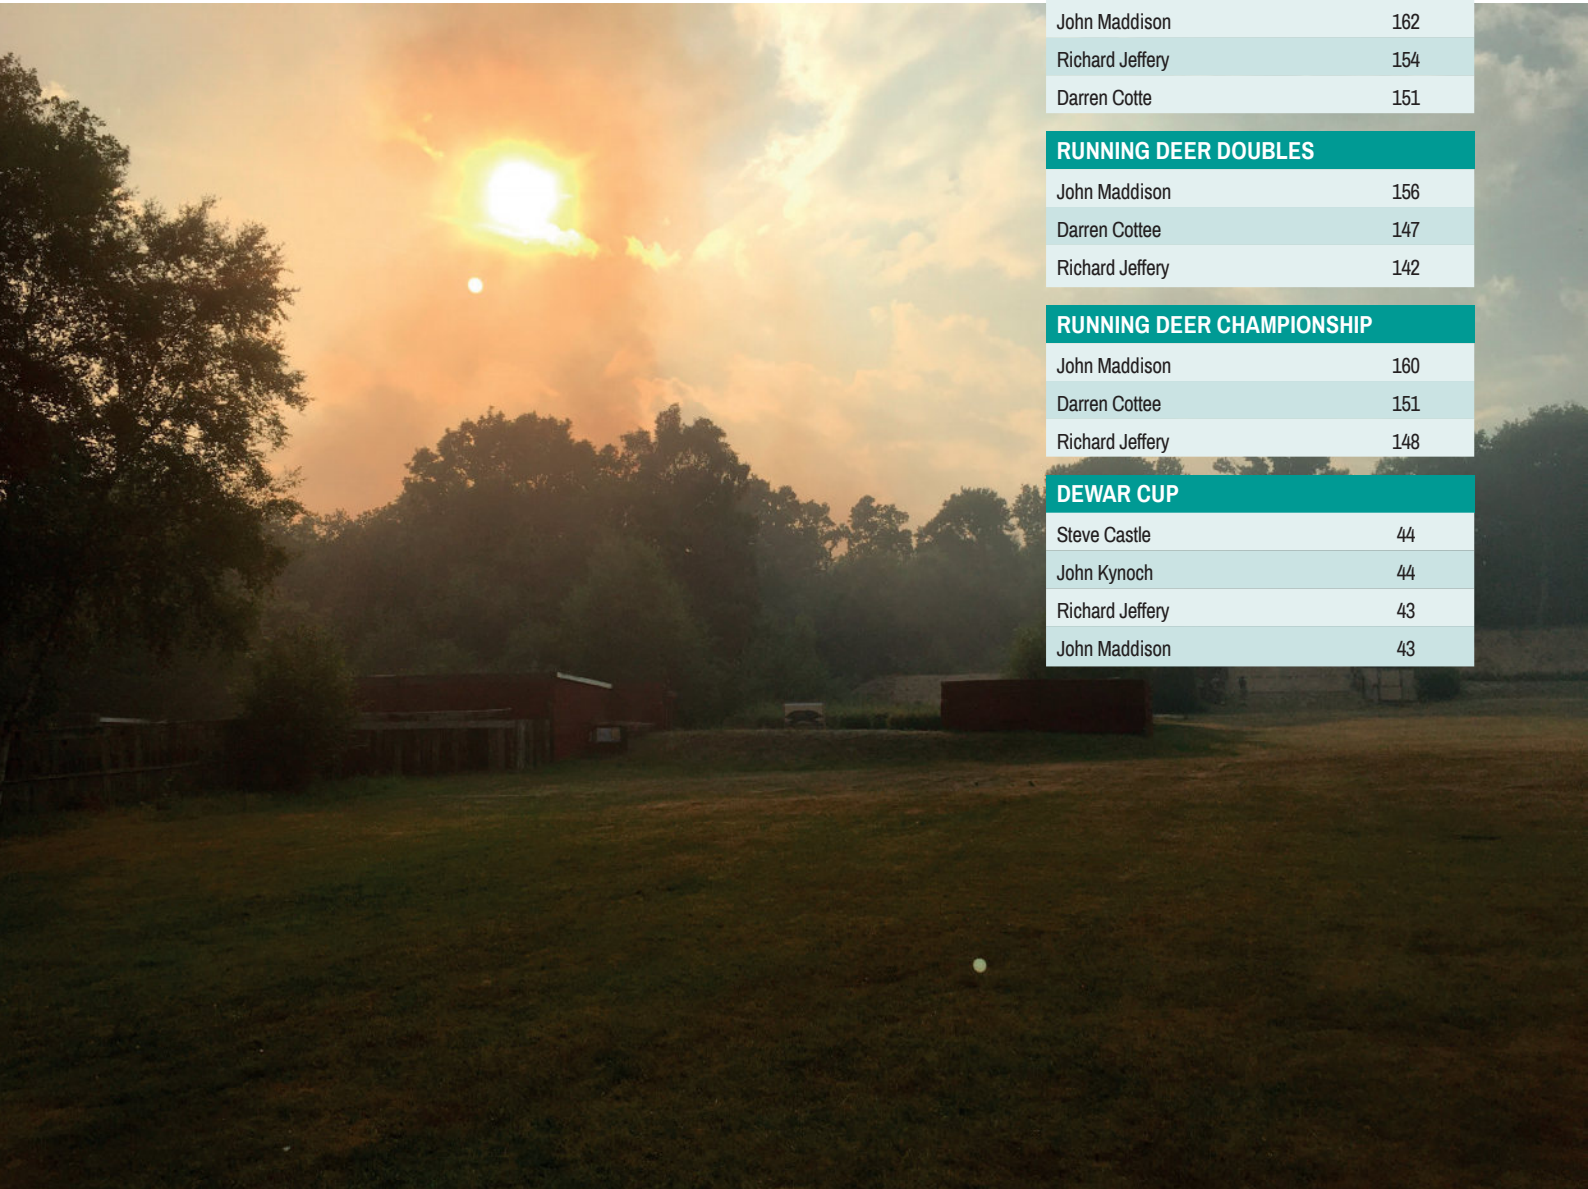 John Maddison 162
Richard Jeffery 154
Darren Cotte 151
RUNNING DEER DOUBLES
John Maddison 156
Darren Cottee 147
Richard Jeffery 142
RUNNING DEER CHAMPIONSHIP
John Maddison 160
Darren Cottee 151
Richard Jeffery 148
DEWAR CUP
Steve Castle 44
John Kynoch 44
Richard Jeffery 43
John Maddison 43